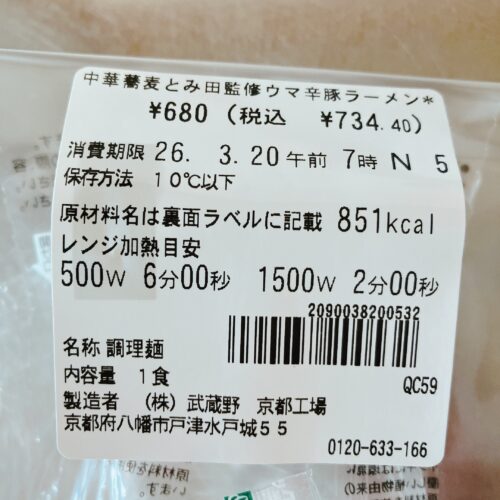 中華蕎麦とみ田監修ウマ辛豚ラーメン*
¥680 (税込 ¥734.40)
消費期限 26. 3.20午前 7時 N 5
保存方法 10℃以下
原材料名は裏面ラベルに記載 851kcal
レンジ加熱目安
500W 6分00秒 1500W 2分00秒
2090038200532
名称 調理麺
内容量 1食
QC59
製造者 (株) 武蔵野 京都工場
京都府八幡市戸津水戸城55
0120-633-166